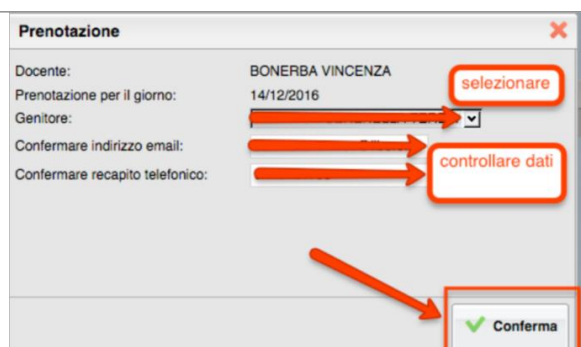 Prenotazione
Docente: BONERBA VINCENZA
selezionare
Prenotazione per il giorno: 14/12/2016
Genitore:
Confermare indirizzo email:
controllare dati
Confermare recapito telefonico:
Conferma